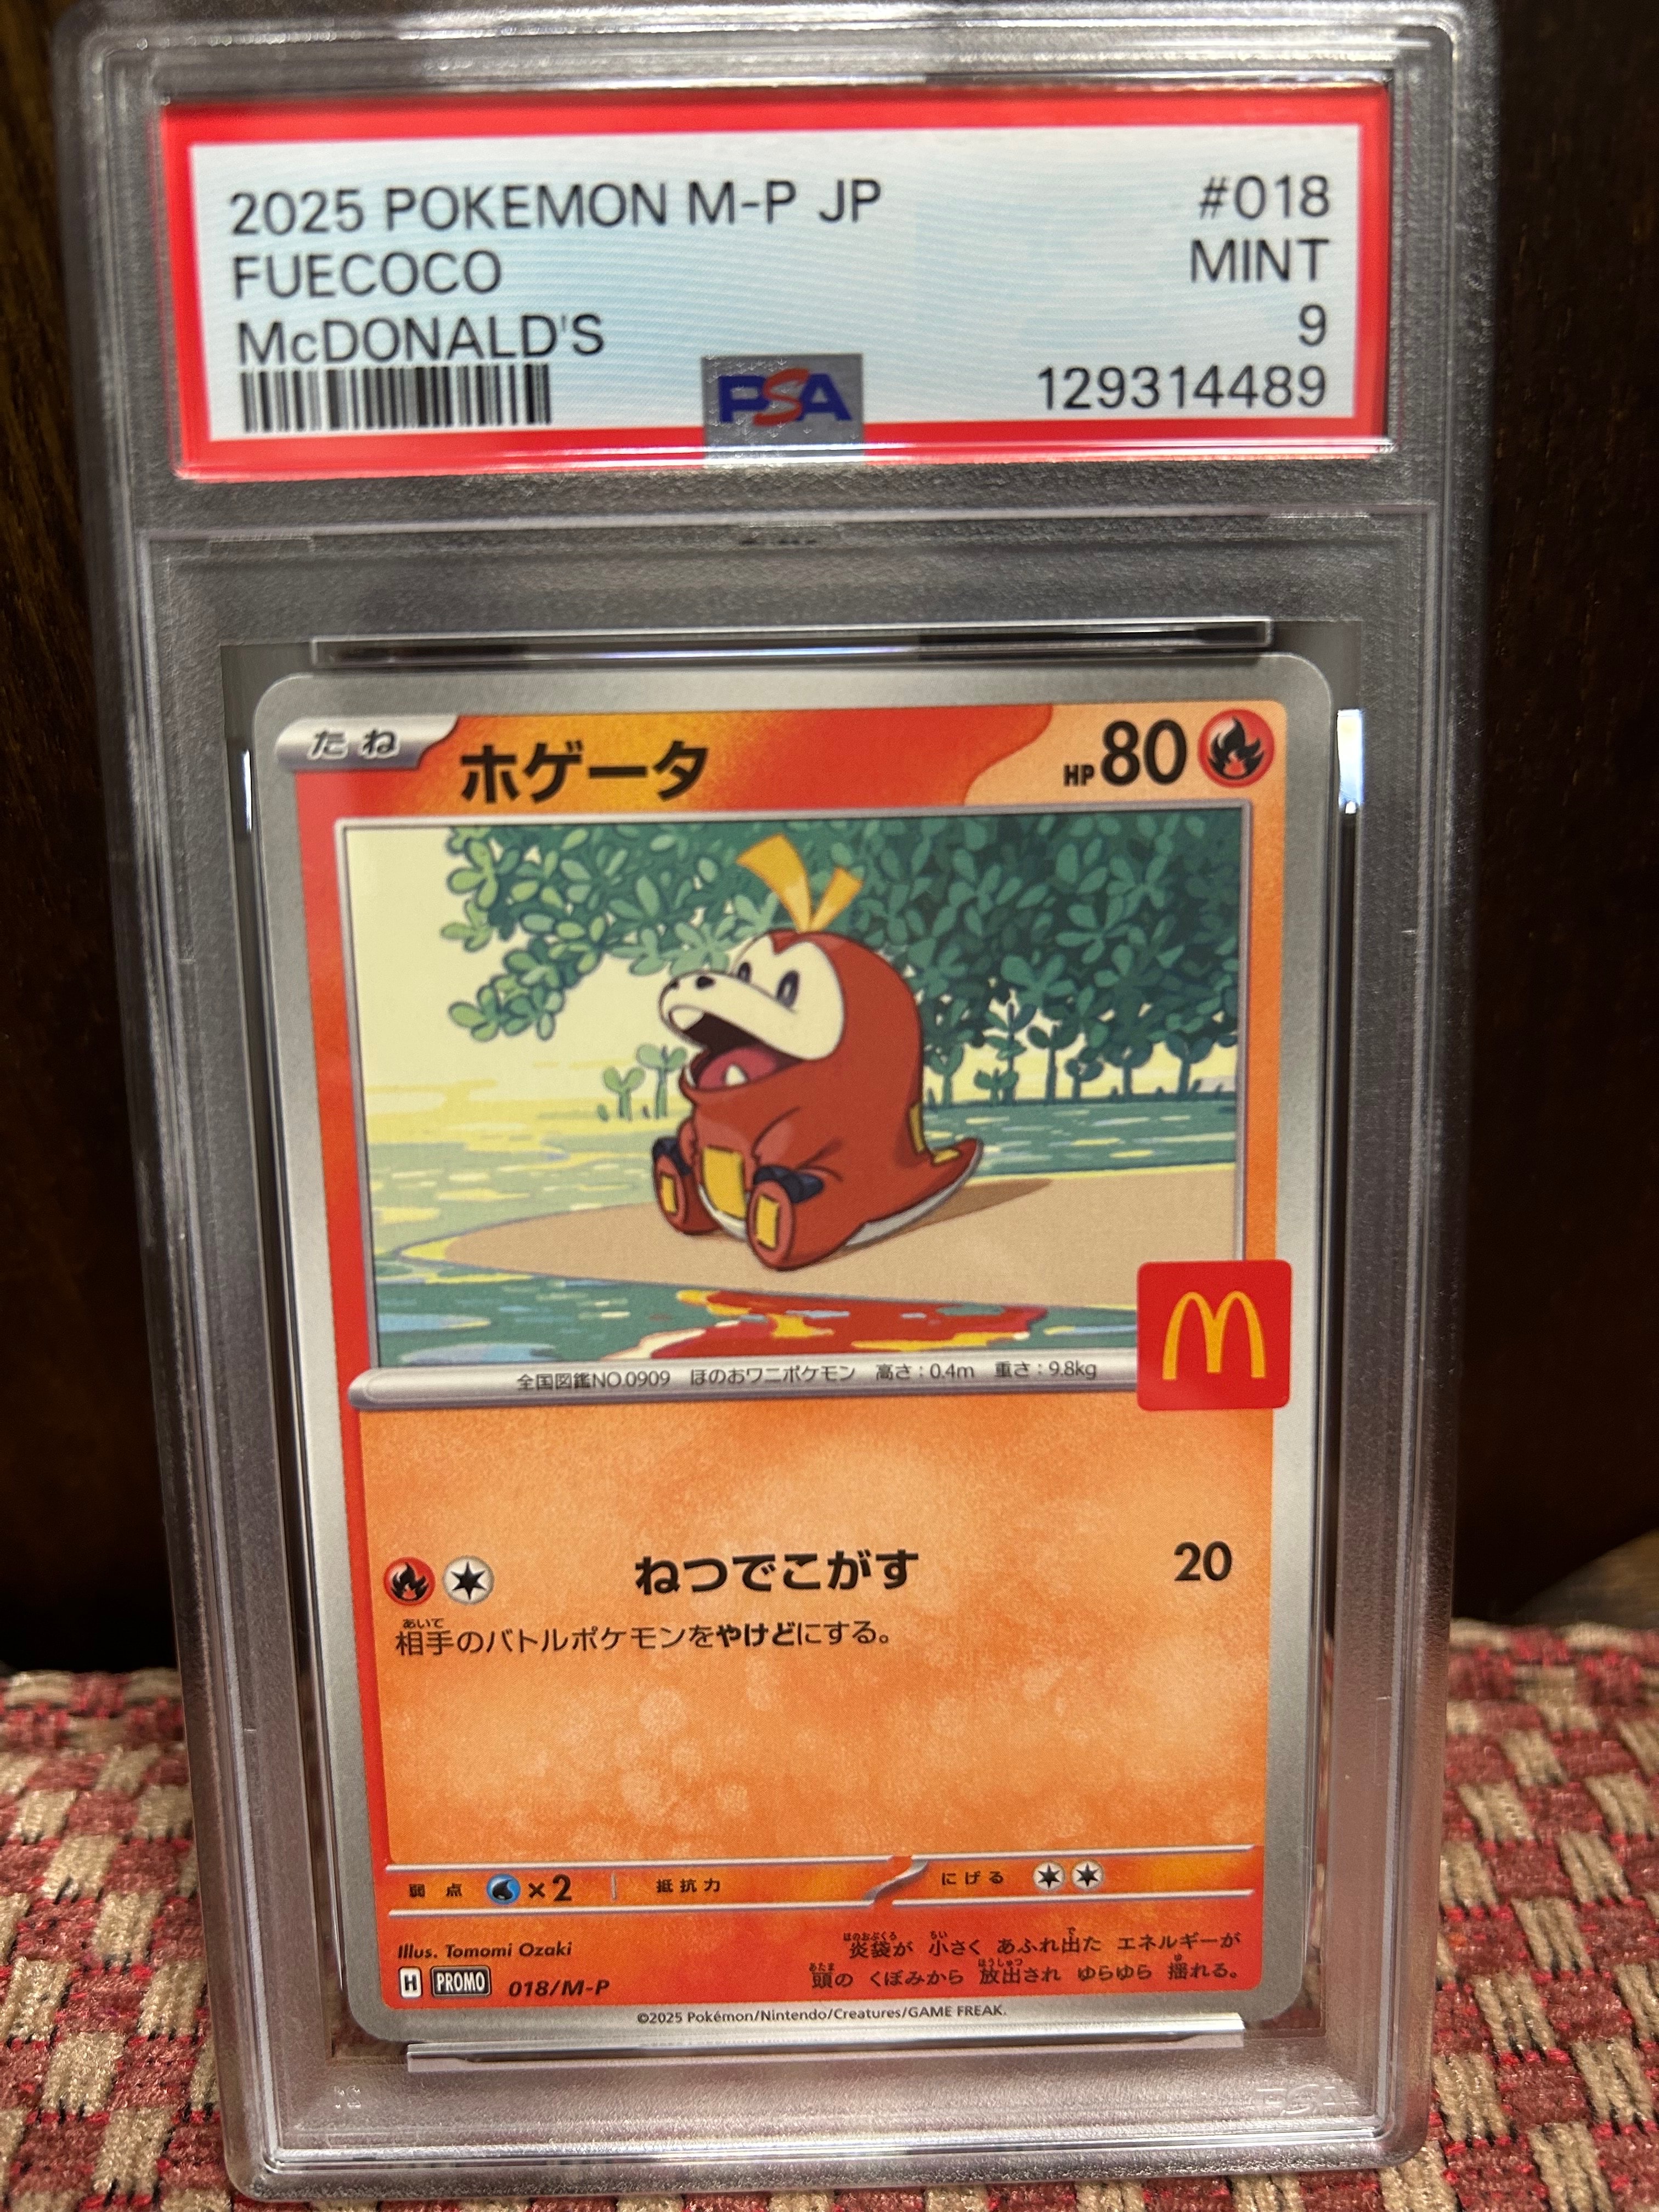 2025 POKEMON M-P JP #018
FUECOCO MINT
McDONALD'S 9
PSA 129314489
たね ホゲータ HP 80
全国図鑑NO.0909 ほのおワニポケモン 高さ:0.4m 重さ:9.8kg
ねつでこがす 20
相手のバトルポケモンをやけどにする。
弱点 ×2 抵抗力 にげる
Illus. Tomomi Ozaki
H PROMO 018/M-P
炎袋が 小さく あふれ出た エネルギーが
頭の くぼみから 放出され ゆらゆら 揺れる。
©2025 Pokémon/Nintendo/Creatures/GAME FREAK.